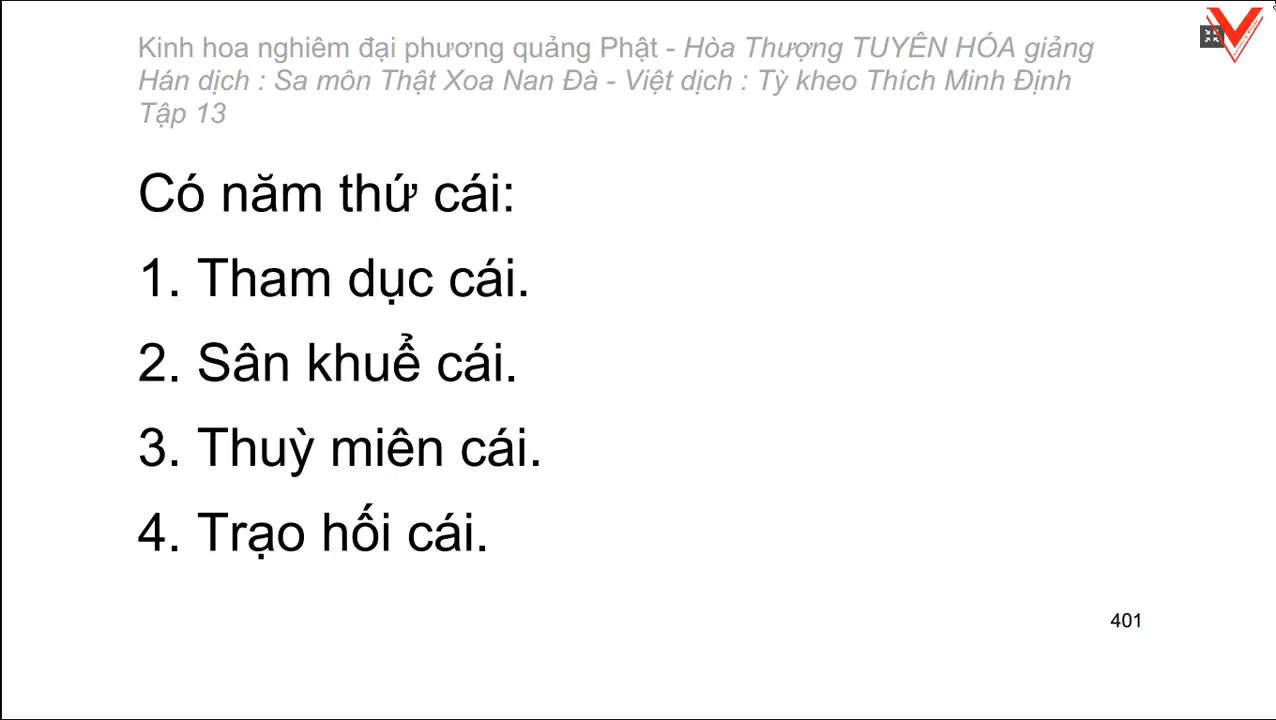 Kinh hoa nghiêm đại phương quảng Phật - Hòa Thượng TUYÊN HÓA giảng
Hán dịch : Sa môn Thật Xoa Nan Đà - Việt dịch : Tỳ kheo Thích Minh Định
Tập 13
Có năm thứ cái:
1. Tham dục cái.
2. Sân khuể cái.
3. Thuỳ miên cái.
4. Trạo hối cái.
401